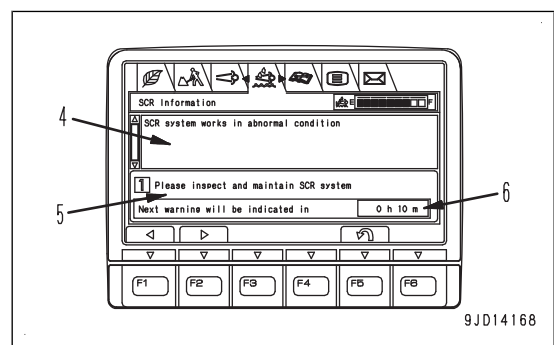 SCR Information
E F
4
SCR system works in abnormal condition
1 Please inspect and maintain SCR system
5
6
Next warning will be indicated in 0 h 10 m
F1 F2 F3 F4 F5 F6
9JD14168